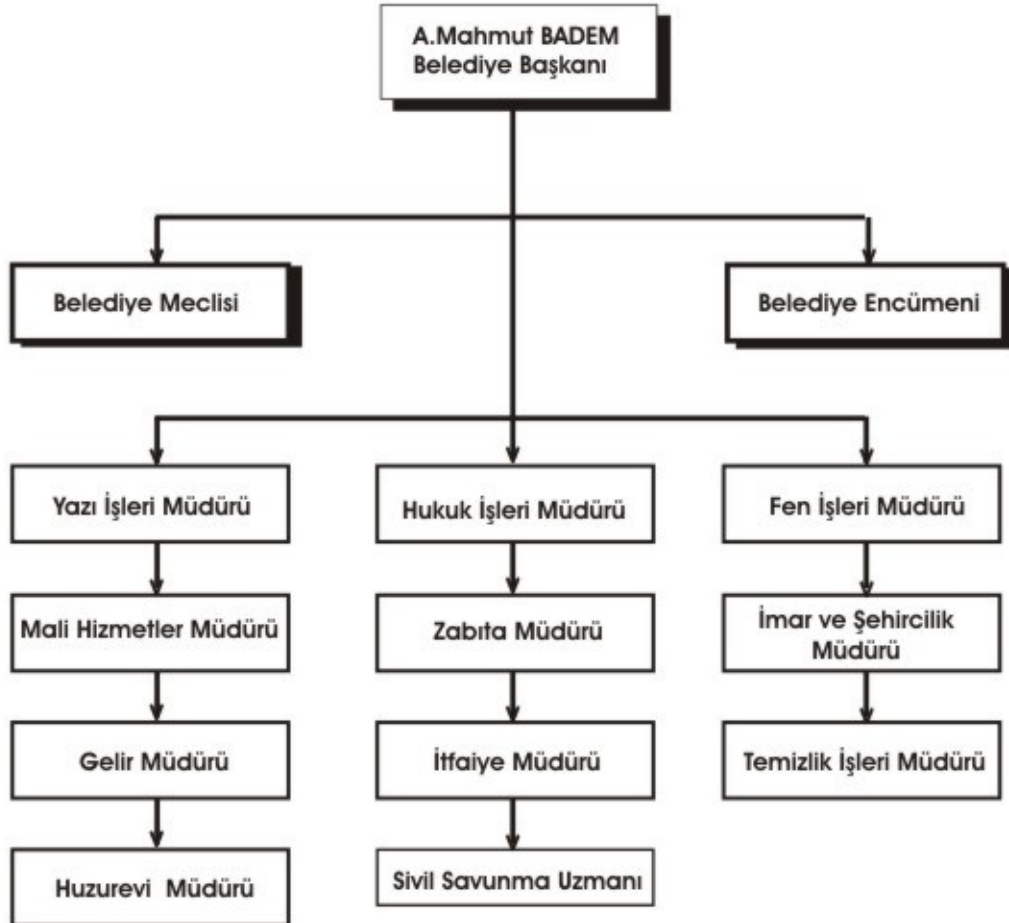 A.Mahmut BADEM
Belediye Başkanı
Belediye Meclisi
Belediye Encümeni
Yazı İşleri Müdürü
Hukuk İşleri Müdürü
Fen İşleri Müdürü
Mali Hizmetler Müdürü
Zabıta Müdürü
İmar ve Şehircilik
Müdürü
Gelir Müdürü
İtfaiye Müdürü
Temizlik İşleri Müdürü
Huzurevi Müdürü
Sivil Savunma Uzmanı